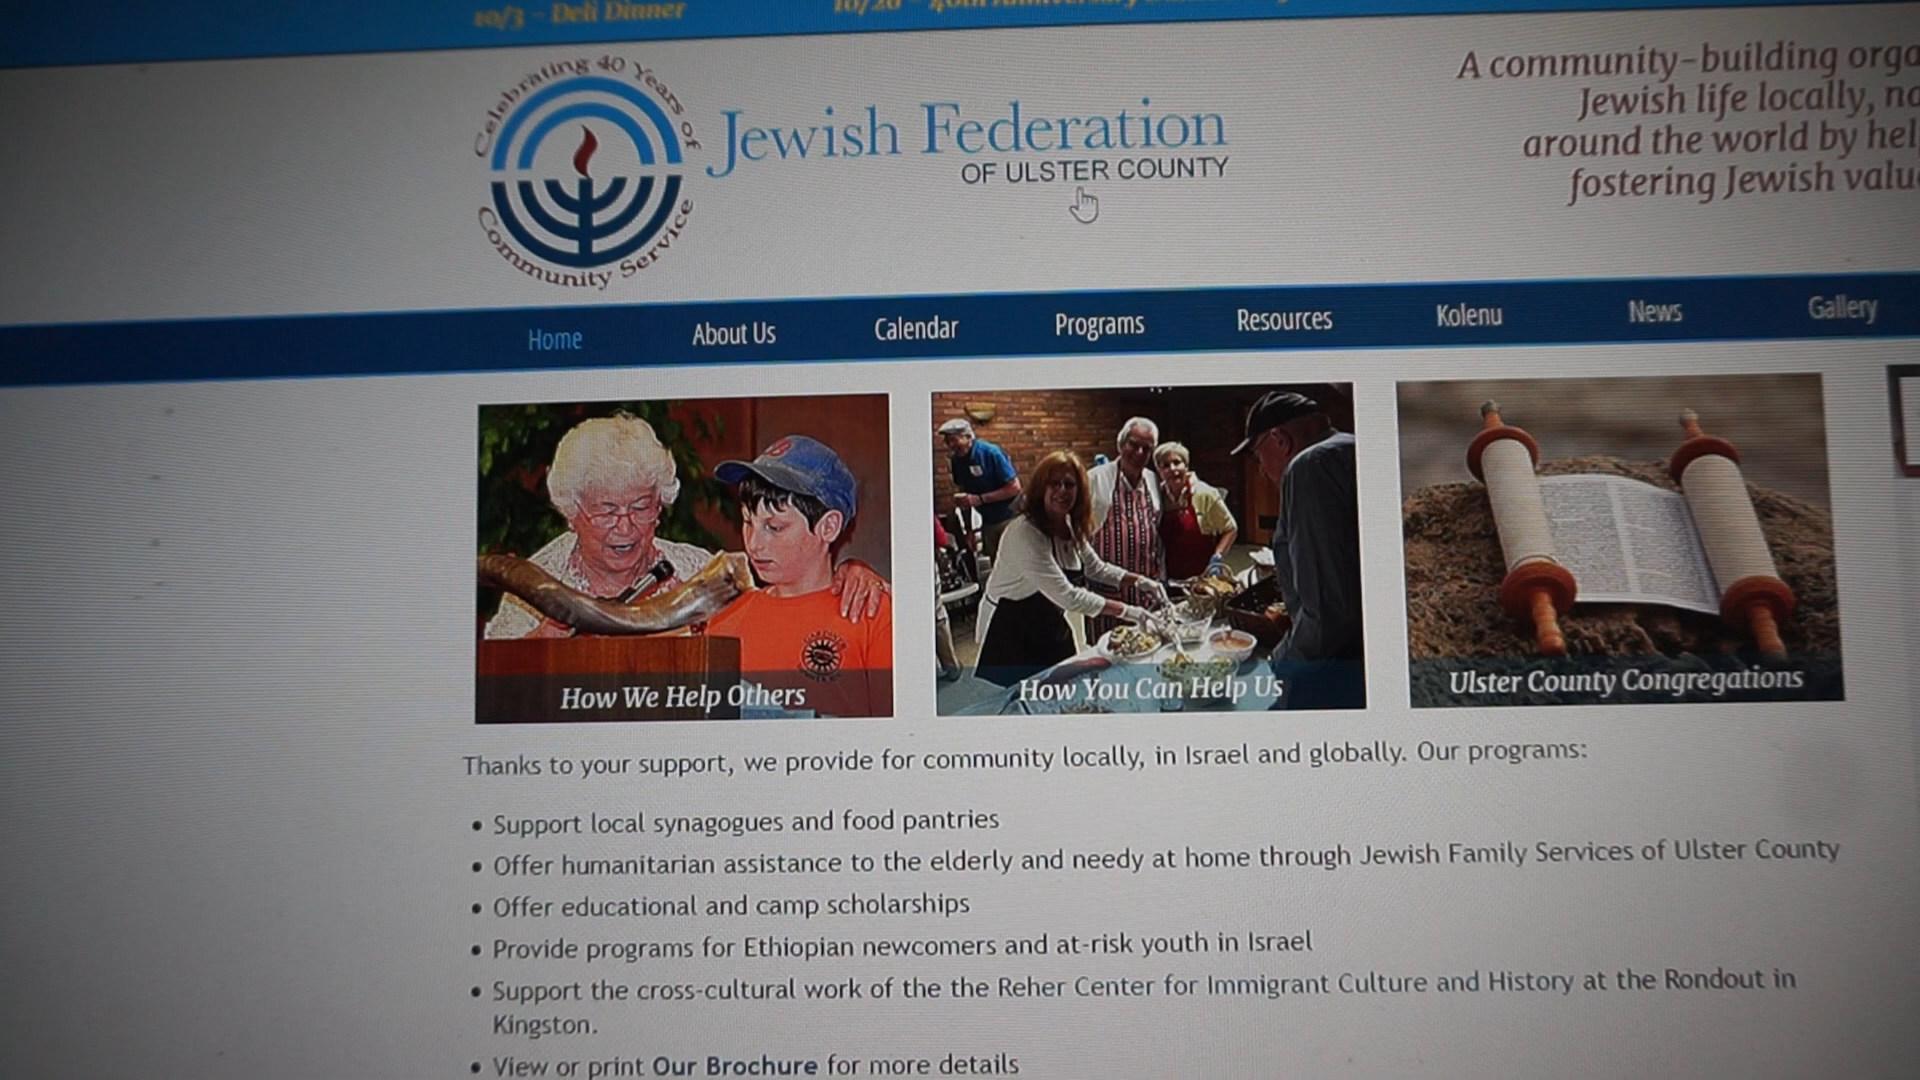 10/3 - Deli Dinner
Celebrating 40 Years of
Community Service
Jewish Federation
OF ULSTER COUNTY
A community-building
Jewish life locally,
around the world by
fostering Jewish
Home About Us Calendar Programs Resources Kolenu News Gallery
How We Help Others
How You Can Help Us
Ulster County Congregations
Thanks to your support, we provide for community locally, in Israel and globally. Our programs:
• Support local synagogues and food pantries
• Offer humanitarian assistance to the elderly and needy at home through Jewish Family Services of Ulster County
• Offer educational and camp scholarships
• Provide programs for Ethiopian newcomers and at-risk youth in Israel
• Support the cross-cultural work of the the Reher Center for Immigrant Culture and History at the Rondout in
Kingston.
• View or print Our Brochure for more details